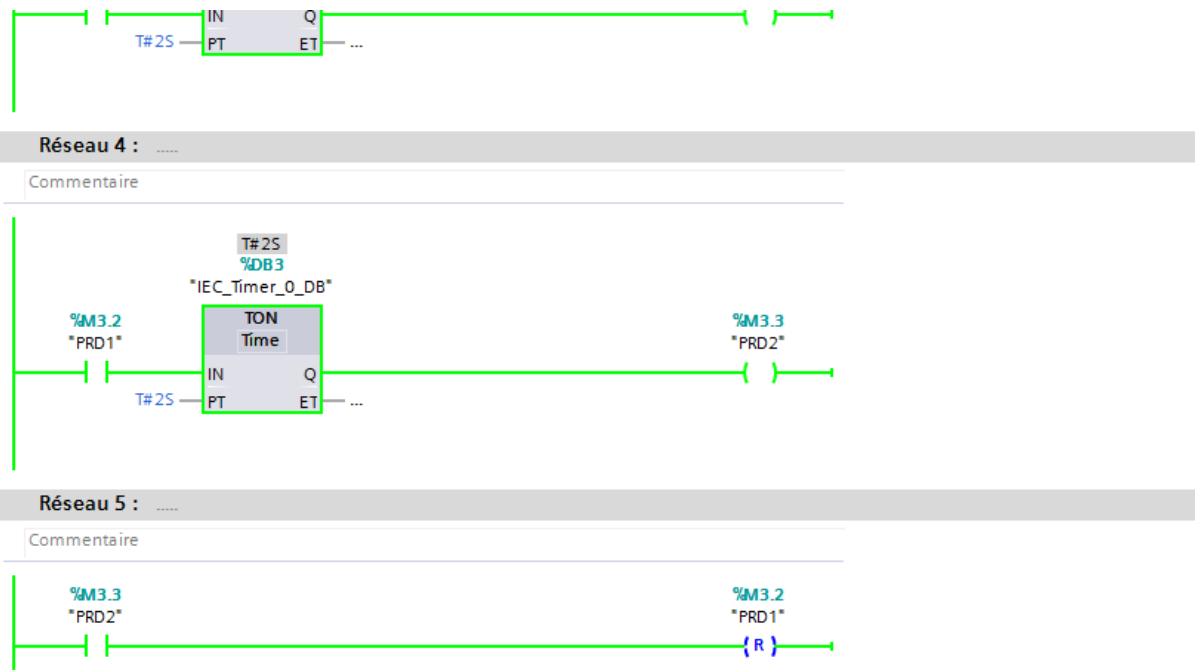 IN Q
T#2S PT ET ...
Réseau 4 : .....
Commentaire
T#2S
%DB3
"IEC_Timer_0_DB"
%M3.2 TON %M3.3
"PRD1" Time "PRD2"
IN Q
T#2S PT ET ...
Réseau 5 : .....
Commentaire
%M3.3 %M3.2
"PRD2" "PRD1"
R